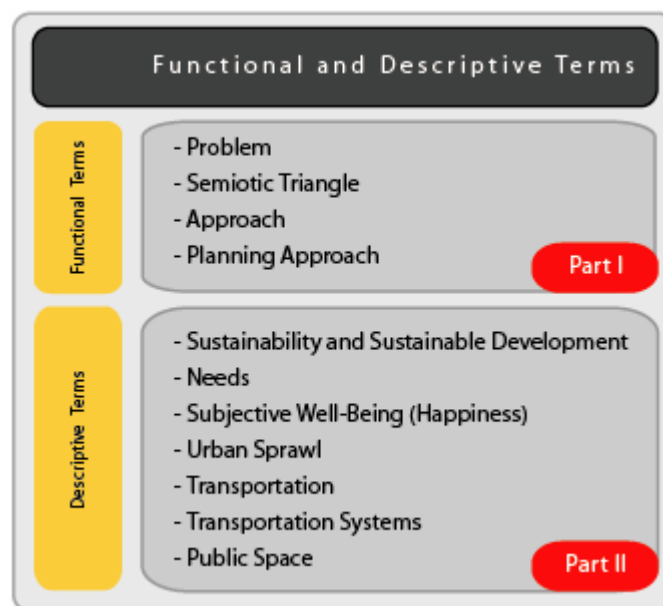 Functional and Descriptive Terms
Functional Terms
- Problem
- Semiotic Triangle
- Approach
- Planning Approach
Part I
Descriptive Terms
- Sustainability and Sustainable Development
- Needs
- Subjective Well-Being (Happiness)
- Urban Sprawl
- Transportation
- Transportation Systems
- Public Space
Part II